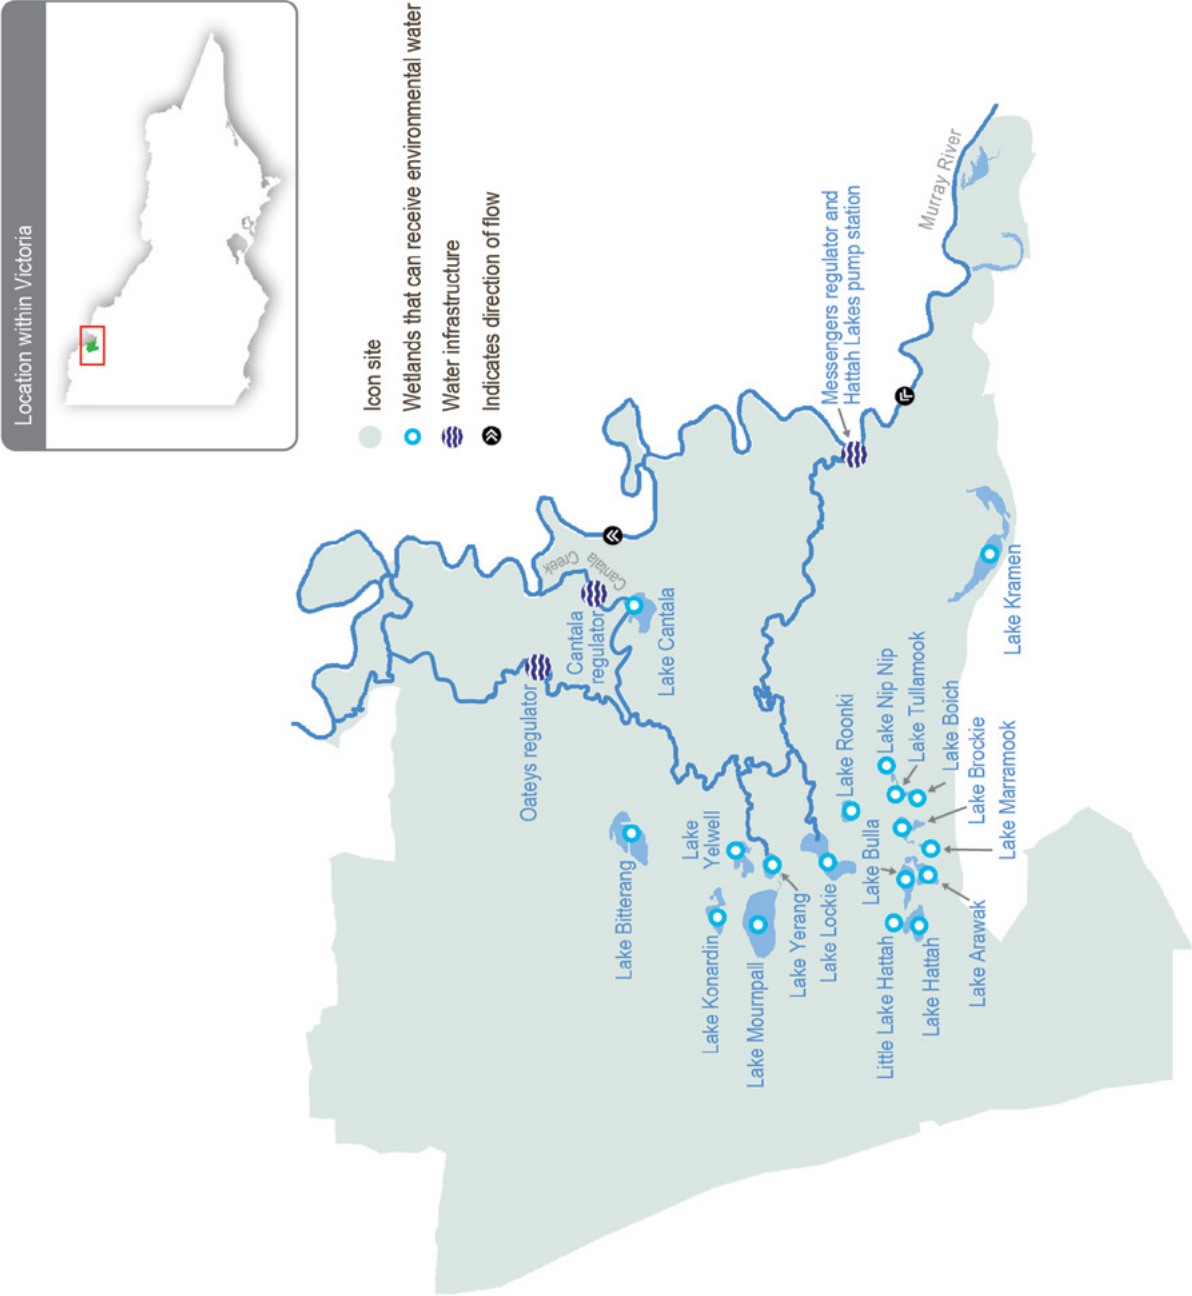 Location within Victoria
Icon site
Wetlands that can receive environmental water
Water infrastructure
Indicates direction of flow
Oateys regulator
Cantala
regulator
Cantala
Creek
Lake Cantala
Messengers regulator and
Hattah Lakes pump station
Murray River
Lake Bitterang
Lake
Yelwell
Lake Konardin
Lake Mournpall
Lake Yerang
Lake Lockie
Lake Roonki
Lake Bulla
Lake Nip Nip
Lake Tullamook
Lake Boich
Lake Brockie
Lake Marramook
Little Lake Hattah
Lake Hattah
Lake Arawak
Lake Kramen